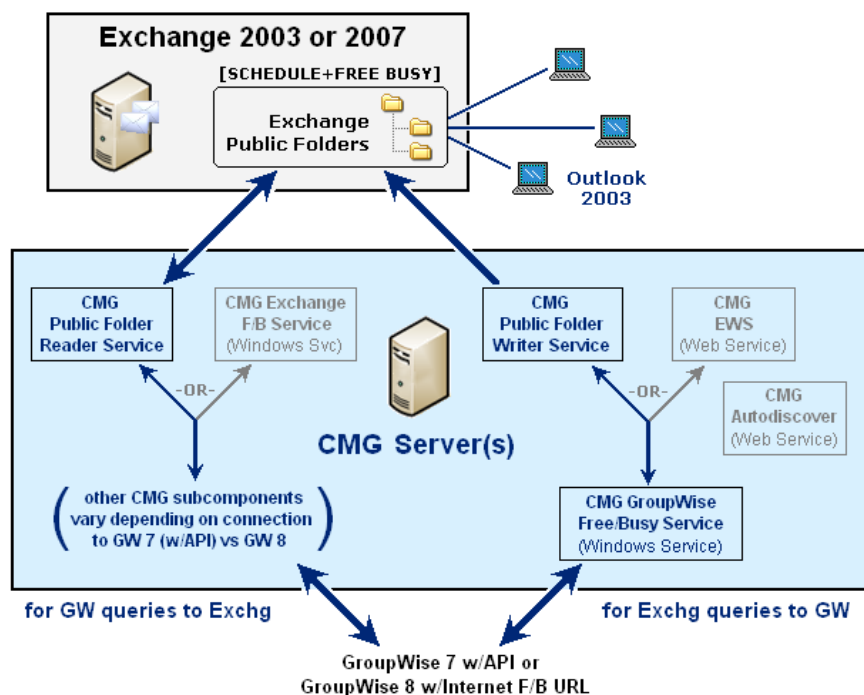 Exchange 2003 or 2007
[SCHEDULE+FREE BUSY]
Exchange
Public Folders
Outlook
2003
CMG
Public Folder
Reader Service
CMG Exchange
F/B Service
(Windows Svc)
CMG
Public Folder
Writer Service
CMG
EWS
(Web Service)
-OR-
-OR-
CMG
Autodiscover
(Web Service)
CMG Server(s)
( other CMG subcomponents
vary depending on connection
to GW 7 (w/API) vs GW 8 )
CMG GroupWise
Free/Busy Service
(Windows Service)
for GW queries to Exchg
for Exchg queries to GW
GroupWise 7 w/API or
GroupWise 8 w/Internet F/B URL